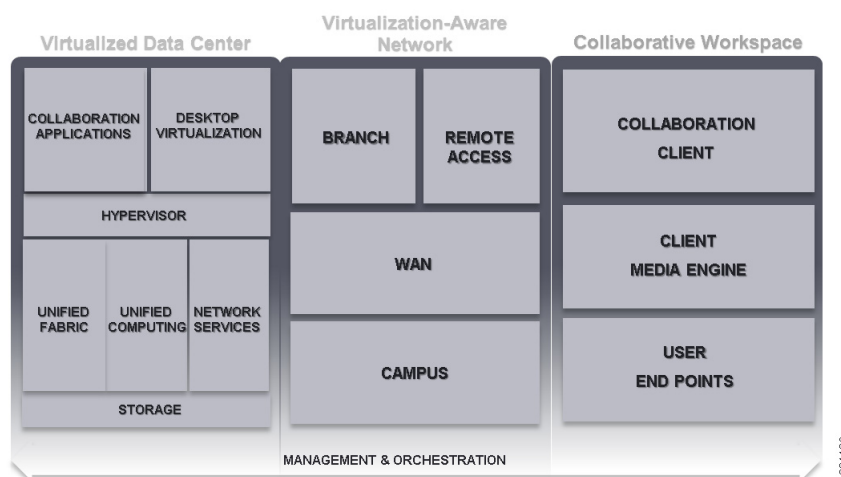 Virtualized Data Center
Virtualization-Aware
Network
Collaborative Workspace
COLLABORATION
APPLICATIONS
DESKTOP
VIRTUALIZATION
HYPERVISOR
UNIFIED
FABRIC
UNIFIED
COMPUTING
NETWORK
SERVICES
STORAGE
BRANCH
REMOTE
ACCESS
WAN
CAMPUS
COLLABORATION
CLIENT
CLIENT
MEDIA ENGINE
USER
END POINTS
MANAGEMENT & ORCHESTRATION